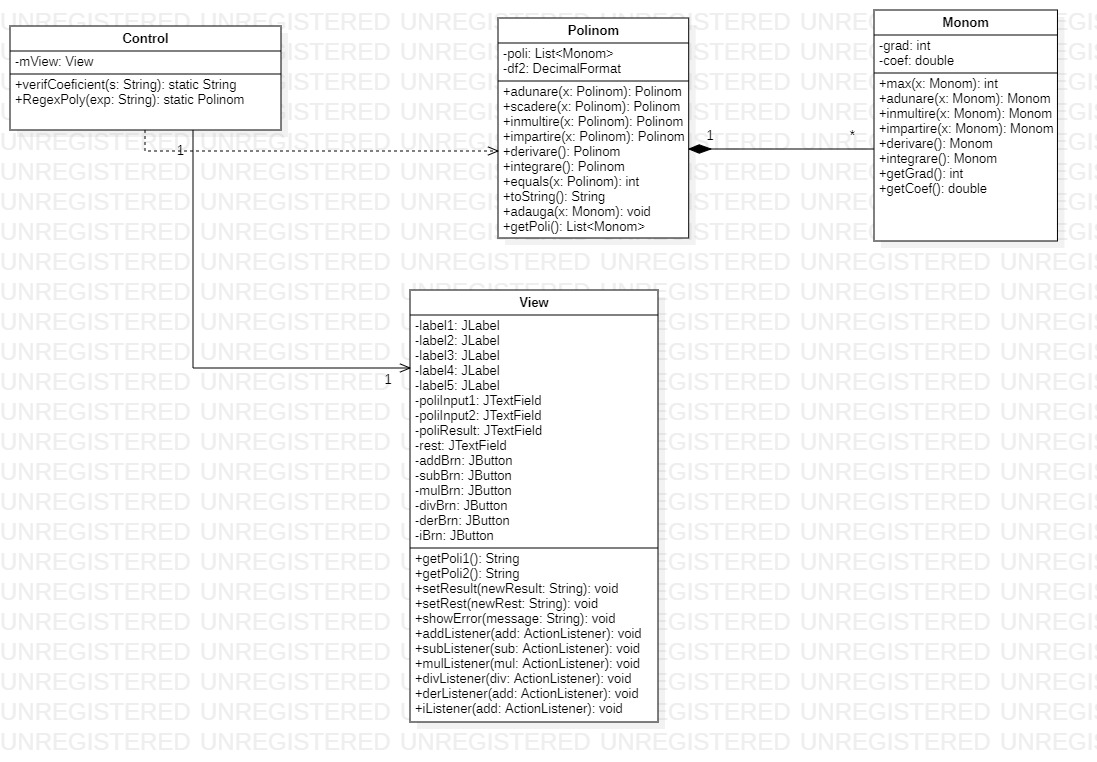 Control
-mView: View
+verifCoeficient(s: String): static String
+RegexPoly(exp: String): static Polinom
1
1
Polinom
-poli: List<Monom>
-df2: DecimalFormat
+adunare(x: Polinom): Polinom
+scadere(x: Polinom): Polinom
+inmultire(x: Polinom): Polinom
+impartire(x: Polinom): Polinom
+derivare(): Polinom
+integrare(): Polinom
+equals(x: Polinom): int
+toString(): String
+adauga(x: Monom): void
+getPoli(): List<Monom>
1
*
Monom
-grad: int
-coef: double
+max(x: Monom): int
+adunare(x: Monom): Monom
+inmultire(x: Monom): Monom
+impartire(x: Monom): Monom
+derivare(): Monom
+integrare(): Monom
+getGrad(): int
+getCoef(): double
View
-label1: JLabel
-label2: JLabel
-label3: JLabel
-label4: JLabel
-label5: JLabel
-poliInput1: JTextField
-poliInput2: JTextField
-poliResult: JTextField
-rest: JTextField
-addBrn: JButton
-subBrn: JButton
-mulBrn: JButton
-divBrn: JButton
-derBrn: JButton
-iBrn: JButton
+getPoli1(): String
+getPoli2(): String
+setResult(newResult: String): void
+setRest(newRest: String): void
+showError(message: String): void
+addListener(add: ActionListener): void
+subListener(sub: ActionListener): void
+mulListener(mul: ActionListener): void
+divListener(div: ActionListener): void
+derListener(add: ActionListener): void
+iListener(add: ActionListener): void
UNREGISTERED